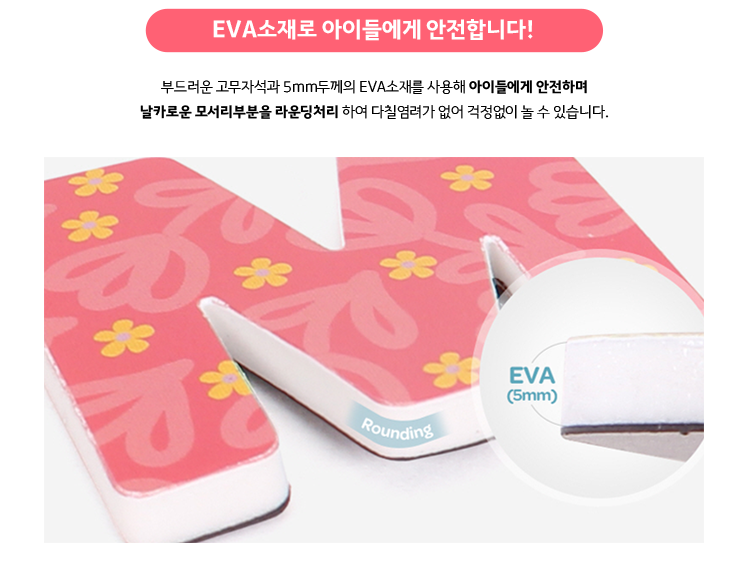 EVA소재로 아이들에게 안전합니다!
부드러운 고무자석과 5mm두께의 EVA소재를 사용해 아이들에게 안전하며
날카로운 모서리부분을 라운딩처리 하여 다칠염려가 없어 걱정없이 놀 수 있습니다.
EVA
(5mm)
Rounding